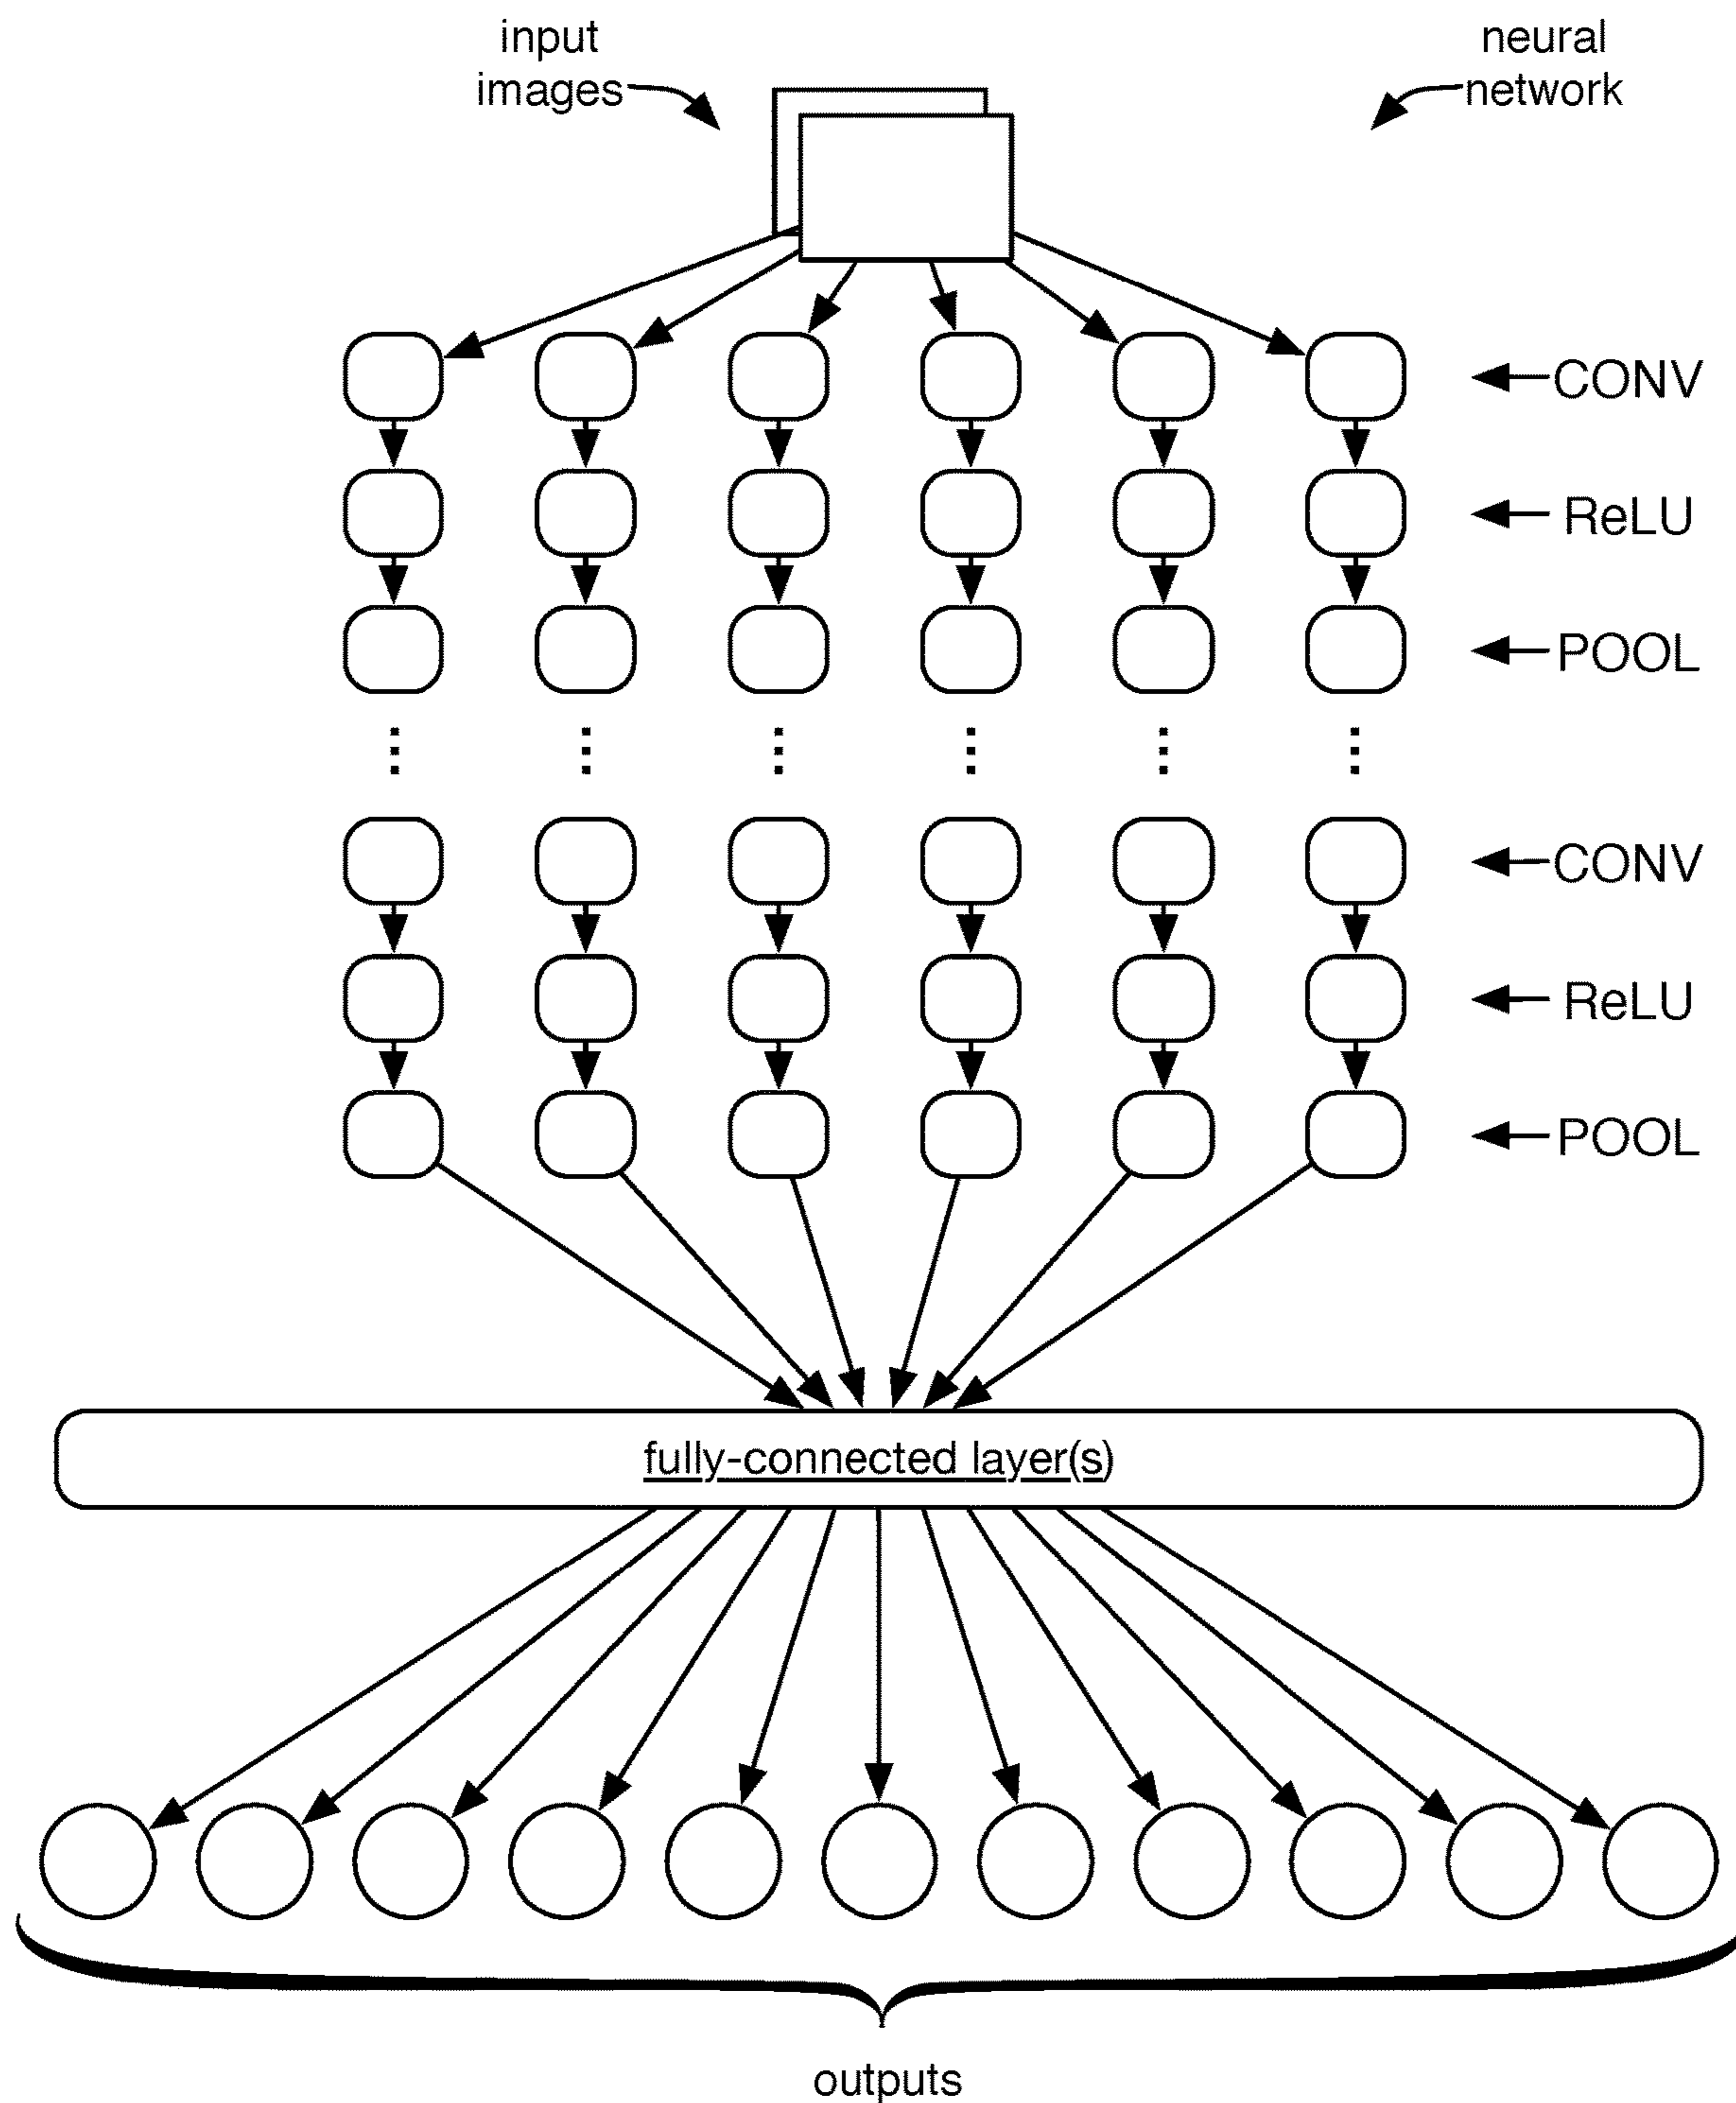 input
images
neural
network
CONV
ReLU
POOL
CONV
ReLU
POOL
fully-connected layer(s)
outputs